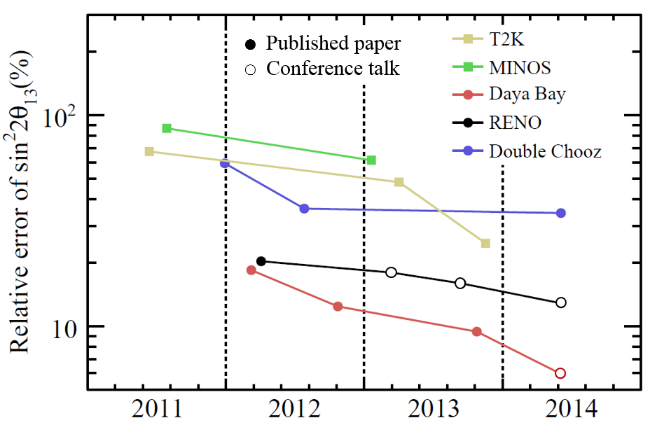 Relative error of sin²2θ₁₃(%)
Published paper
Conference talk
T2K
MINOS
Daya Bay
RENO
Double Chooz
10²
10
2011 2012 2013 2014